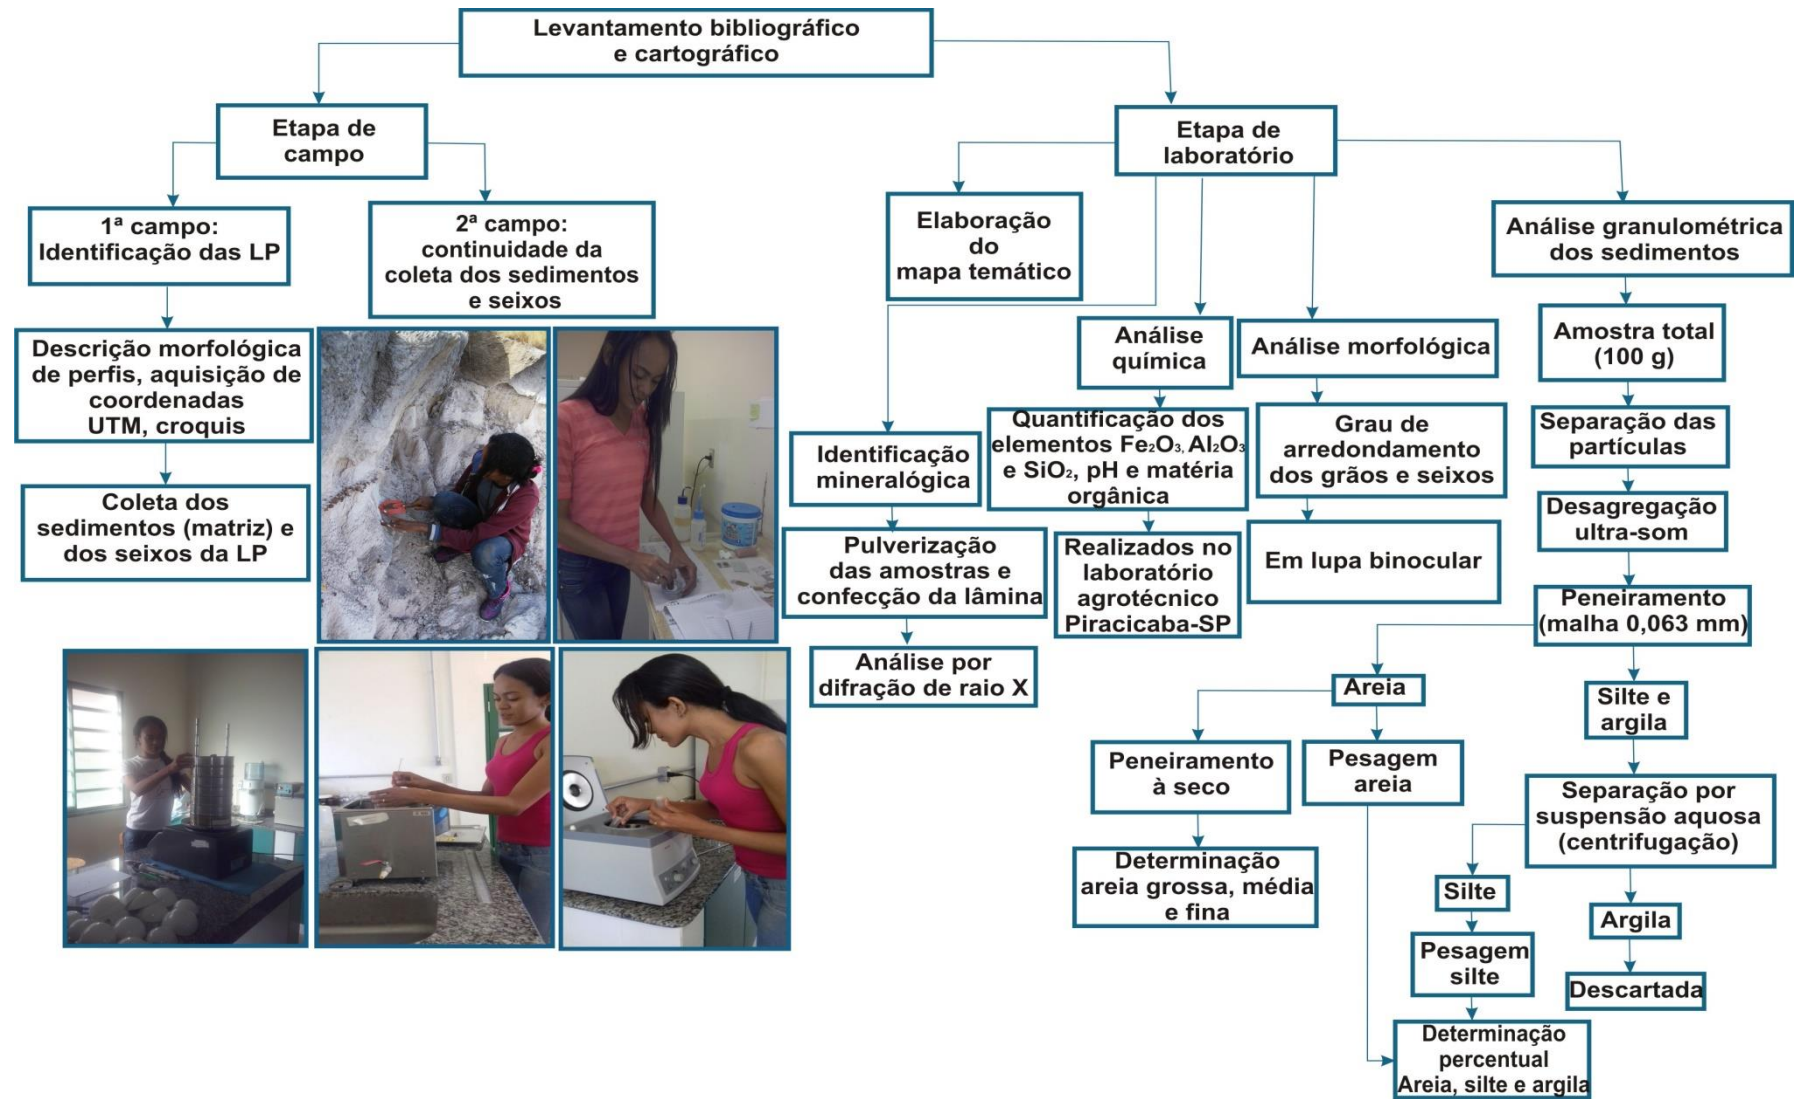 Levantamento bibliográfico
e cartográfico
Etapa de
campo
1ª campo:
Identificação das LP
Descrição morfológica
de perfis, aquisição de
coordenadas
UTM, croquis
Coleta dos
sedimentos (matriz) e
dos seixos da LP
2ª campo:
continuidade da
coleta dos sedimentos
e seixos
Etapa de
laboratório
Elaboração
do
mapa temático
Identificação
mineralógica
Pulverização
das amostras e
confecção da lâmina
Análise por
difração de raio X
Análise
química
Quantificação dos
elementos Fe₂O₃, Al₂O₃
e SiO₂, pH e matéria
orgânica
Realizados no
laboratório
agrotécnico
Piracicaba-SP
Análise morfológica
Grau de
arredondamento
dos grãos e seixos
Em lupa binocular
Análise granulométrica
dos sedimentos
Amostra total
(100 g)
Separação das
partículas
Desagregação
ultra-som
Peneiramento
(malha 0,063 mm)
Areia
Peneiramento
à seco
Determinação
areia grossa, média
e fina
Pesagem
areia
Silte e
argila
Separação por
suspensão aquosa
(centrifugação)
Silte
Pesagem
silte
Argila
Descartada
Determinação
percentual
Areia, silte e argila